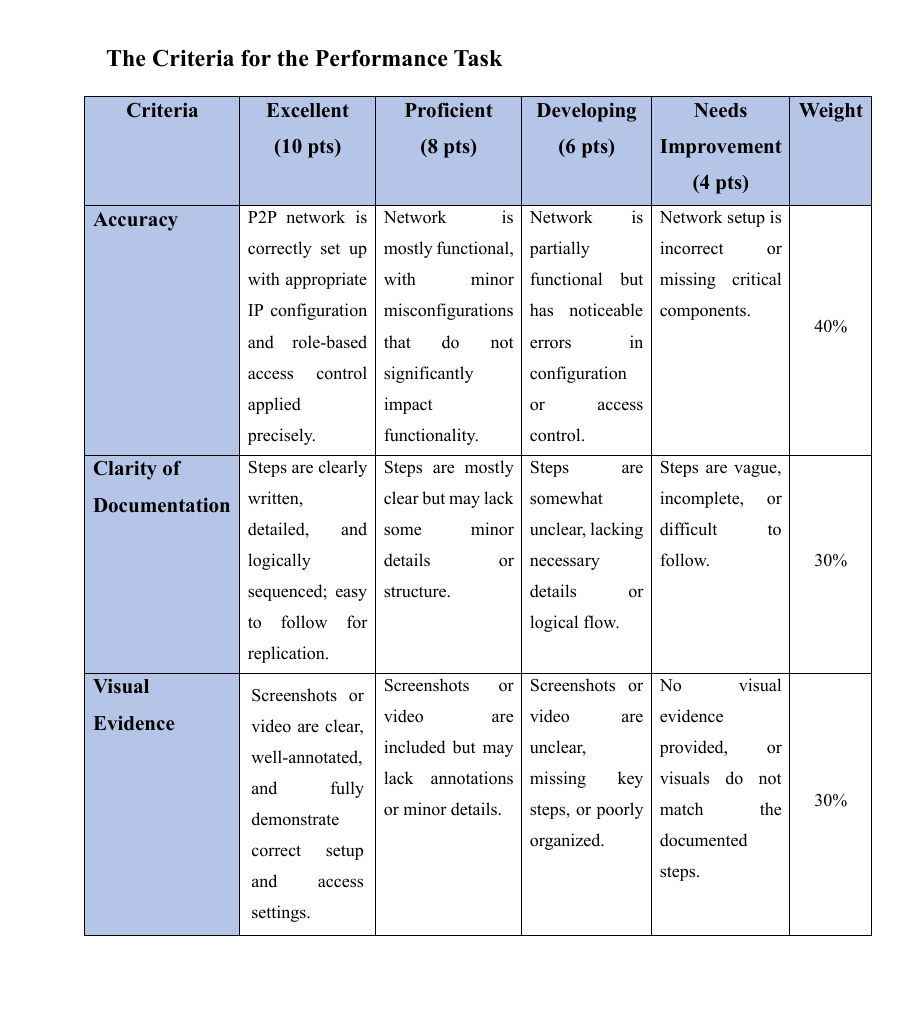 The Criteria for the Performance Task
Criteria
Excellent
(10 pts)
Proficient
(8 pts)
Developing
(6 pts)
Needs
Improvement
(4 pts)
Weight
Accuracy
P2P network is
correctly set up
with appropriate
IP configuration
and role-based
access control
applied
precisely.
Network is
mostly functional,
with minor
misconfigurations
that do not
significantly
impact
functionality.
Network is
partially
functional but
has noticeable
errors in
configuration
or access
control.
Network setup is
incorrect or
missing critical
components.
40%
Clarity of
Documentation
Steps are clearly
written,
detailed, and
logically
sequenced; easy
to follow for
replication.
Steps are mostly
clear but may lack
some minor
details or
structure.
Steps are
somewhat
unclear, lacking
necessary
details or
logical flow.
Steps are vague,
incomplete, or
difficult to
follow.
30%
Visual
Evidence
Screenshots or
video are clear,
well-annotated,
and fully
demonstrate
correct setup
and access
settings.
Screenshots or
video are
included but may
lack annotations
or minor details.
Screenshots or
video are
unclear,
missing key
steps, or poorly
organized.
No visual
evidence
provided, or
visuals do not
match the
documented
steps.
30%